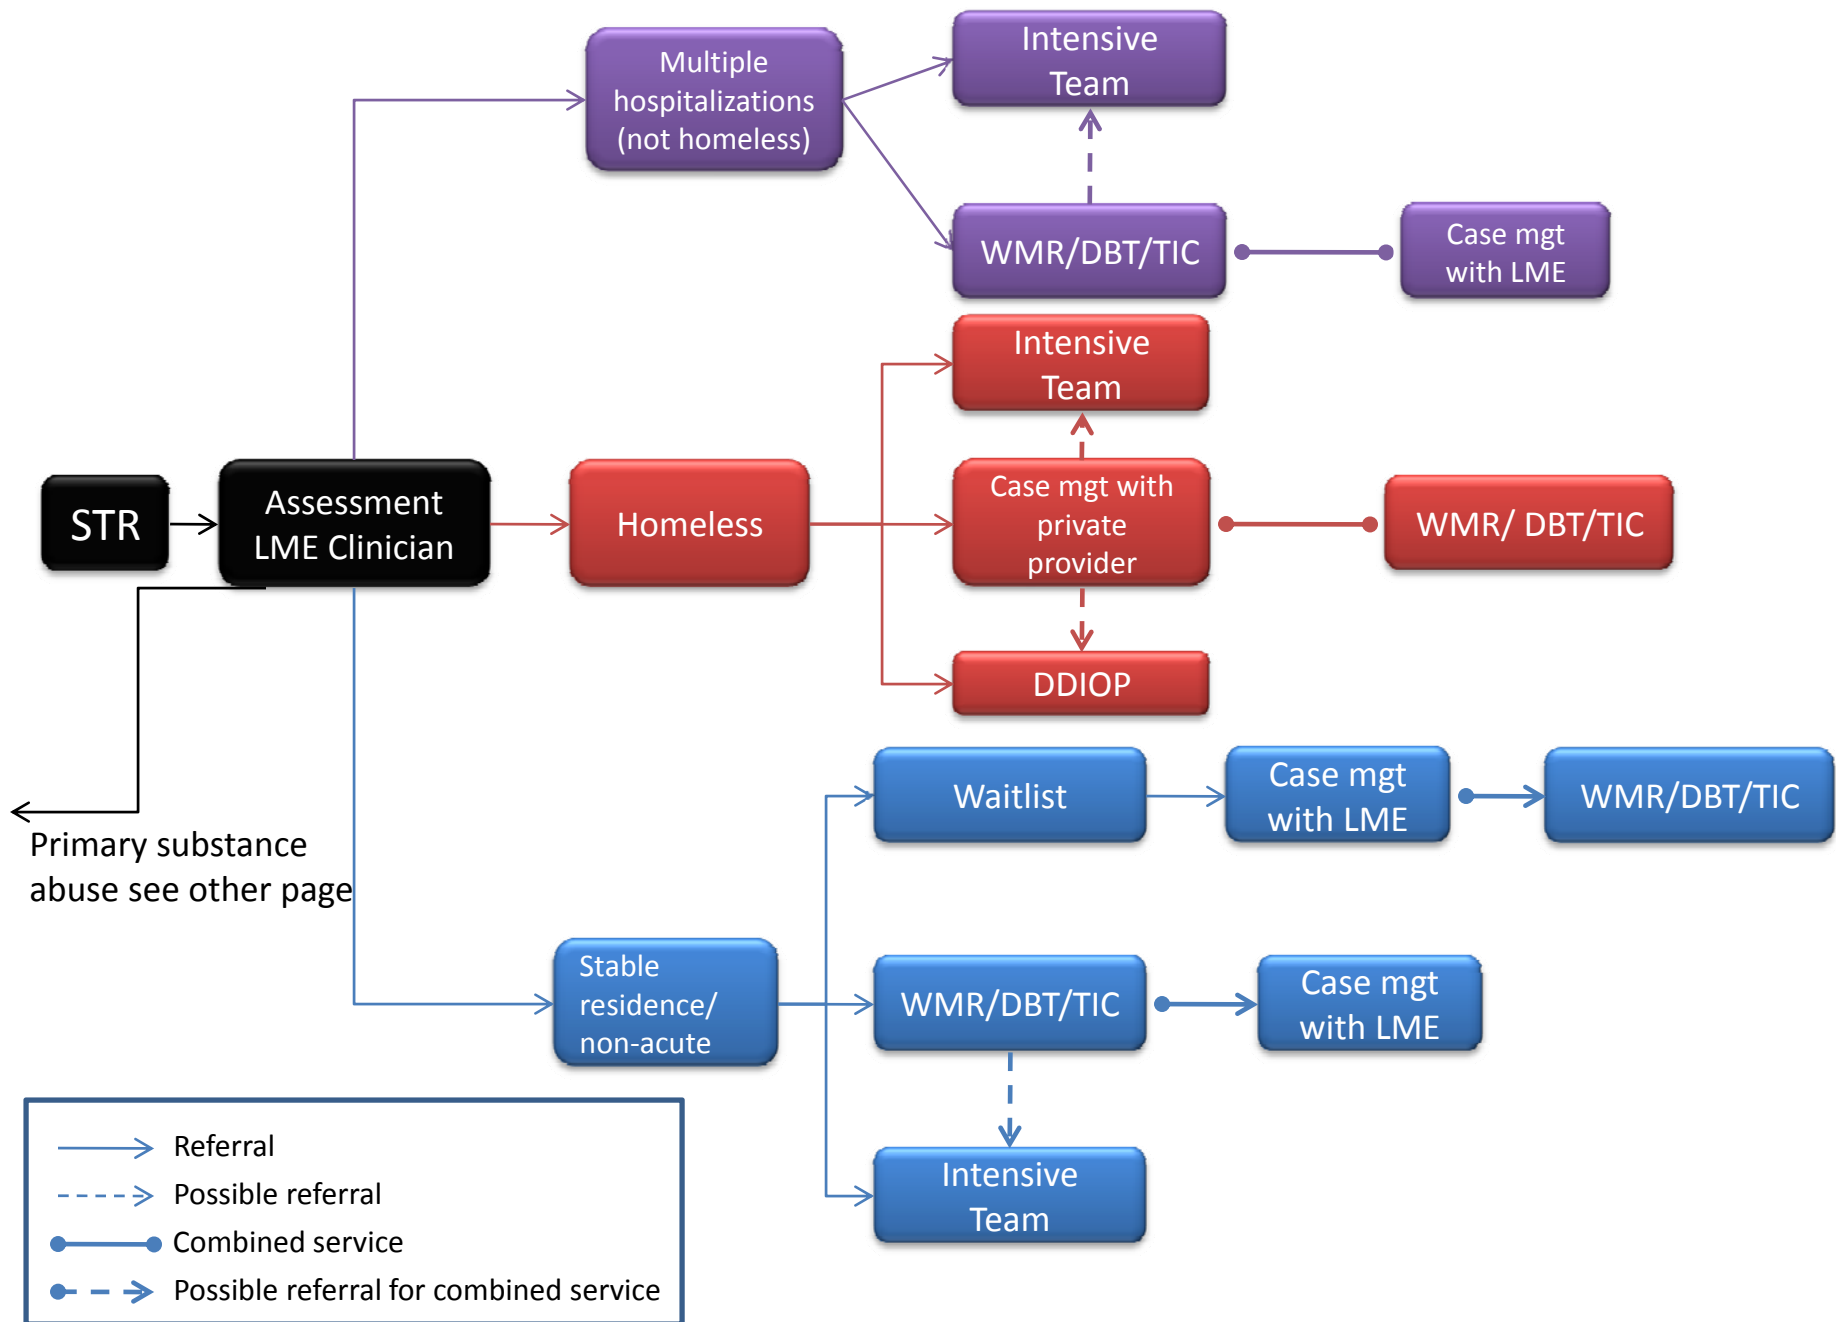 Multiple
hospitalizations
(not homeless)
Intensive
Team
WMR/DBT/TIC
Case mgt
with LME
STR
Assessment
LME Clinician
Homeless
Intensive
Team
Case mgt with
private
provider
WMR/ DBT/TIC
DDIOP
Primary substance
abuse see other page
Stable
residence/
non-acute
Waitlist
Case mgt
with LME
WMR/DBT/TIC
WMR/DBT/TIC
Case mgt
with LME
Intensive
Team
Referral
Possible referral
Combined service
Possible referral for combined service